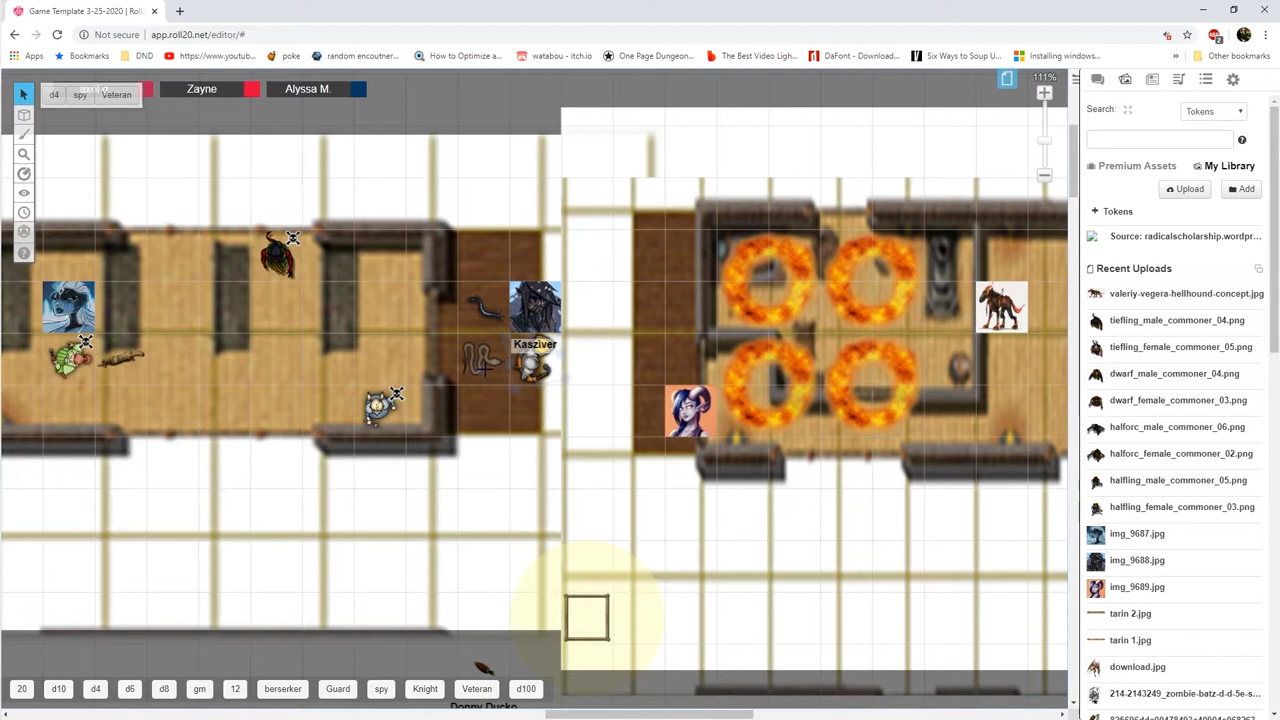 Game Template 3-25-2020 | Roll
Not secure app.roll20.net/editor/#
Apps Bookmarks DND https://www.youtube... poke random encoutner... watabou - itch.io One Page Dungeon... The Best Video Ligh... DaFont - Download... Six Ways to Soup U... Installing windows... Other bookmarks
Zayne Alyssa M.
d4 spy Veteran
111%
Search: Tokens
Premium Assets My Library
Upload Add
Tokens
Source: radicalscholarship.wordpr...
Recent Uploads
valeriy-vegera-hellhound-concept.jpg
tiefling_male_commoner_04.png
tiefling_female_commoner_05.png
dwarf_male_commoner_04.png
dwarf_female_commoner_03.png
halforc_male_commoner_06.png
halforc_female_commoner_02.png
halfling_male_commoner_05.png
halfling_female_commoner_03.png
img_9687.jpg
img_9688.jpg
img_9689.jpg
tarin 2.jpg
tarin 1.jpg
download.jpg
214-2143249_zombie-batz-d-d-5e-s...
Kasziver
20 d10 d4 d6 d8 gm 12 berserker Guard spy Knight Veteran d100
Donny Ducko